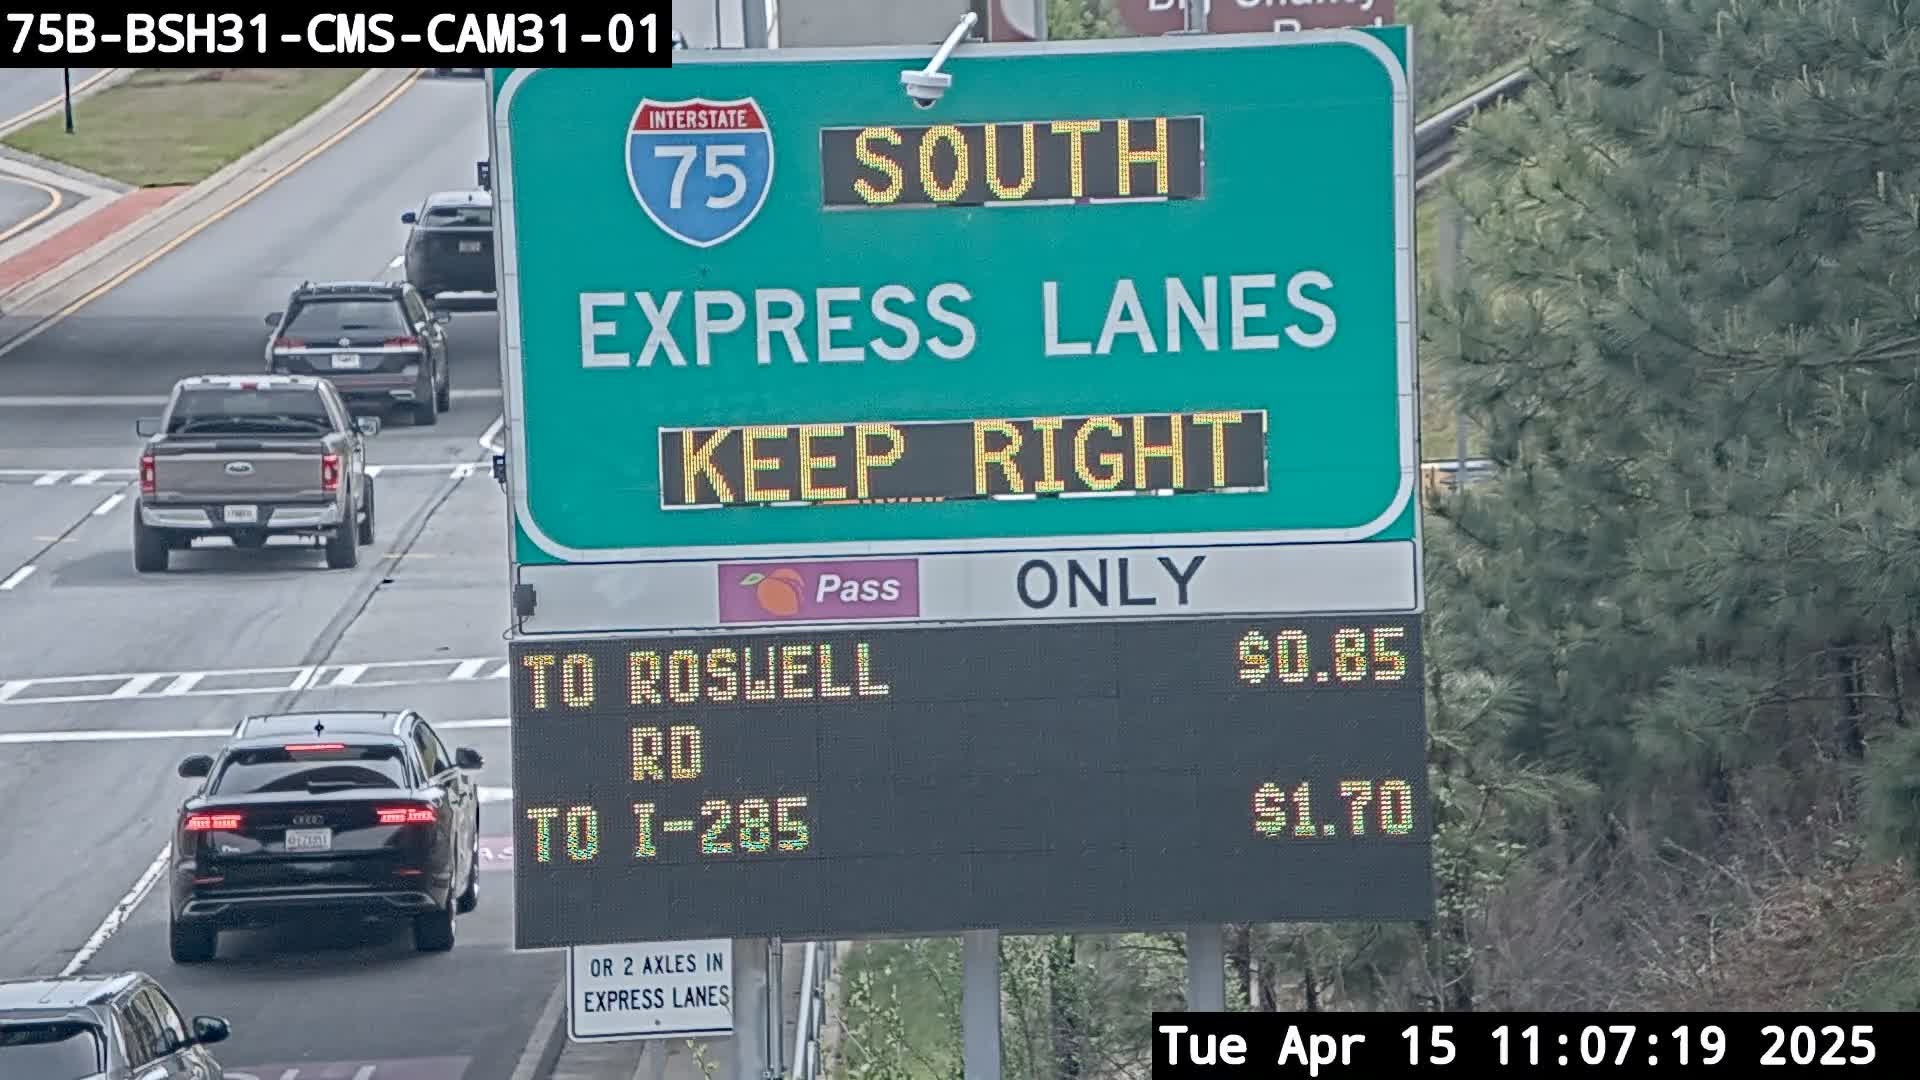 75B-BSH31-CMS-CAM31-01
INTERSTATE
75
SOUTH
EXPRESS LANES
KEEP RIGHT
Pass
ONLY
TO ROSWELL $0.85
RD
TO I-285 $1.70
OR 2 AXLES IN
EXPRESS LANES
Tue Apr 15 11:07:19 2025